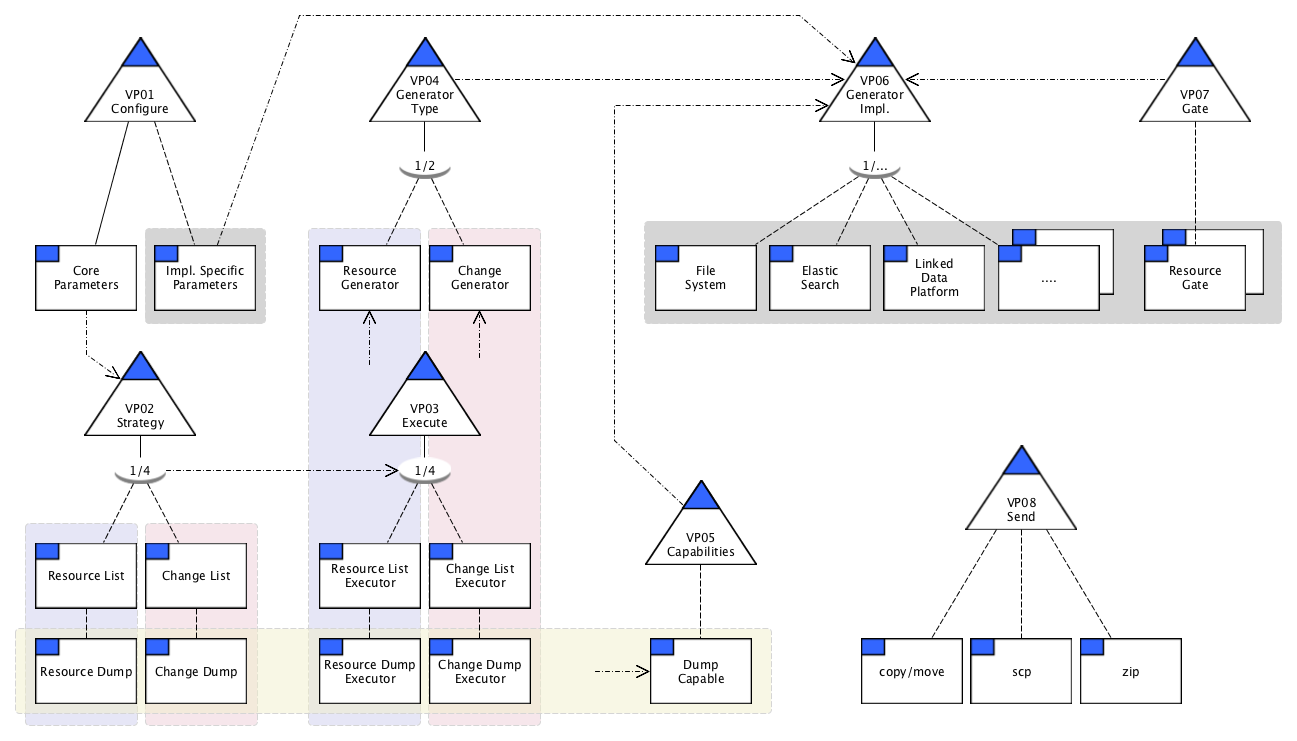 VP01
Configure
VP04
Generator
Type
VP06
Generator
Impl.
VP07
Gate
1/2
1/...
Core
Parameters
Impl. Specific
Parameters
Resource
Generator
Change
Generator
File
System
Elastic
Search
Linked
Data
Platform
....
Resource
Gate
VP02
Strategy
VP03
Execute
1/4
1/4
VP05
Capabilities
VP08
Send
Resource List
Change List
Resource List
Executor
Change List
Executor
Resource Dump
Change Dump
Resource Dump
Executor
Change Dump
Executor
Dump
Capable
copy/move
scp
zip